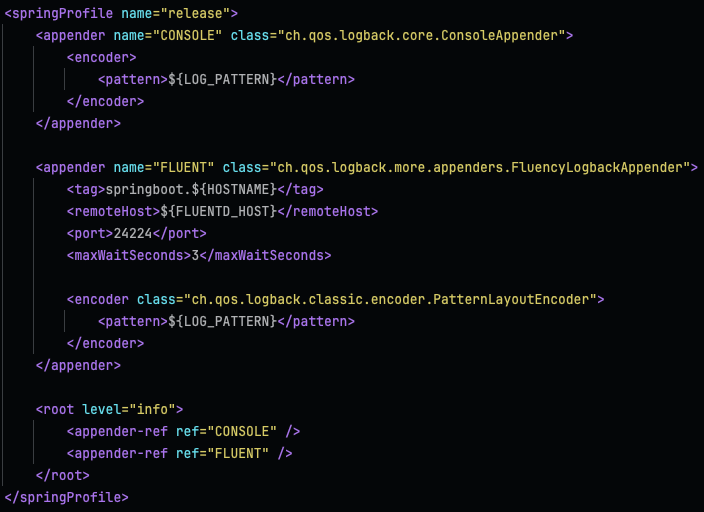 <springProfile name="release">
    <appender name="CONSOLE" class="ch.qos.logback.core.ConsoleAppender">
        <encoder>
            <pattern>${LOG_PATTERN}</pattern>
        </encoder>
    </appender>

    <appender name="FLUENT" class="ch.qos.logback.more.appenders.FluencyLogbackAppender">
        <tag>springboot.${HOSTNAME}</tag>
        <remoteHost>${FLUENTD_HOST}</remoteHost>
        <port>24224</port>
        <maxWaitSeconds>3</maxWaitSeconds>

        <encoder class="ch.qos.logback.classic.encoder.PatternLayoutEncoder">
            <pattern>${LOG_PATTERN}</pattern>
        </encoder>
    </appender>

    <root level="info">
        <appender-ref ref="CONSOLE" />
        <appender-ref ref="FLUENT" />
    </root>
</springProfile>